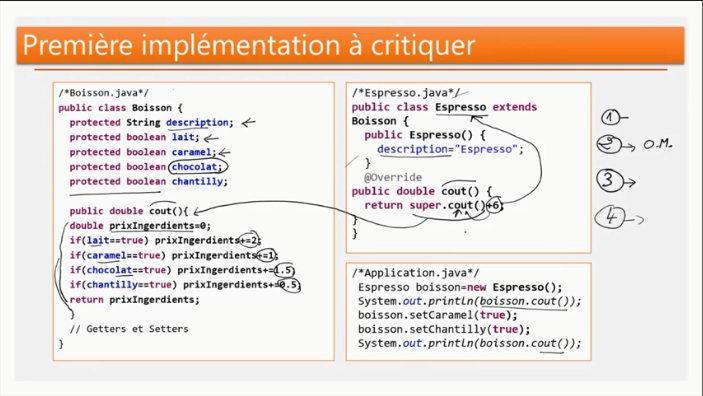 Première implémentation à critiquer
/*Boisson.java*/
public class Boisson {
protected String description;
protected boolean lait;
protected boolean caramel;
protected boolean chocolat;
protected boolean chantilly;
public double cout(){
double prixIngerdients=0;
if(lait==true) prixIngerdients+=2;
if(caramel==true) prixIngerdients+=1;
if(chocolat==true) prixIngerdients+=1.5;
if(chantilly==true) prixIngerdients+=0.5;
return prixIngerdients;
}
// Getters et Setters
}
/*Espresso.java*/
public class Espresso extends
Boisson {
public Espresso() {
description="Espresso";
}
@Override
public double cout() {
return super.cout()+6;
}
}
/*Application.java*/
Espresso boisson=new Espresso();
System.out.println(boisson.cout());
boisson.setCaramel(true);
boisson.setChantilly(true);
System.out.println(boisson.cout());
1
2 O.M.
3
4